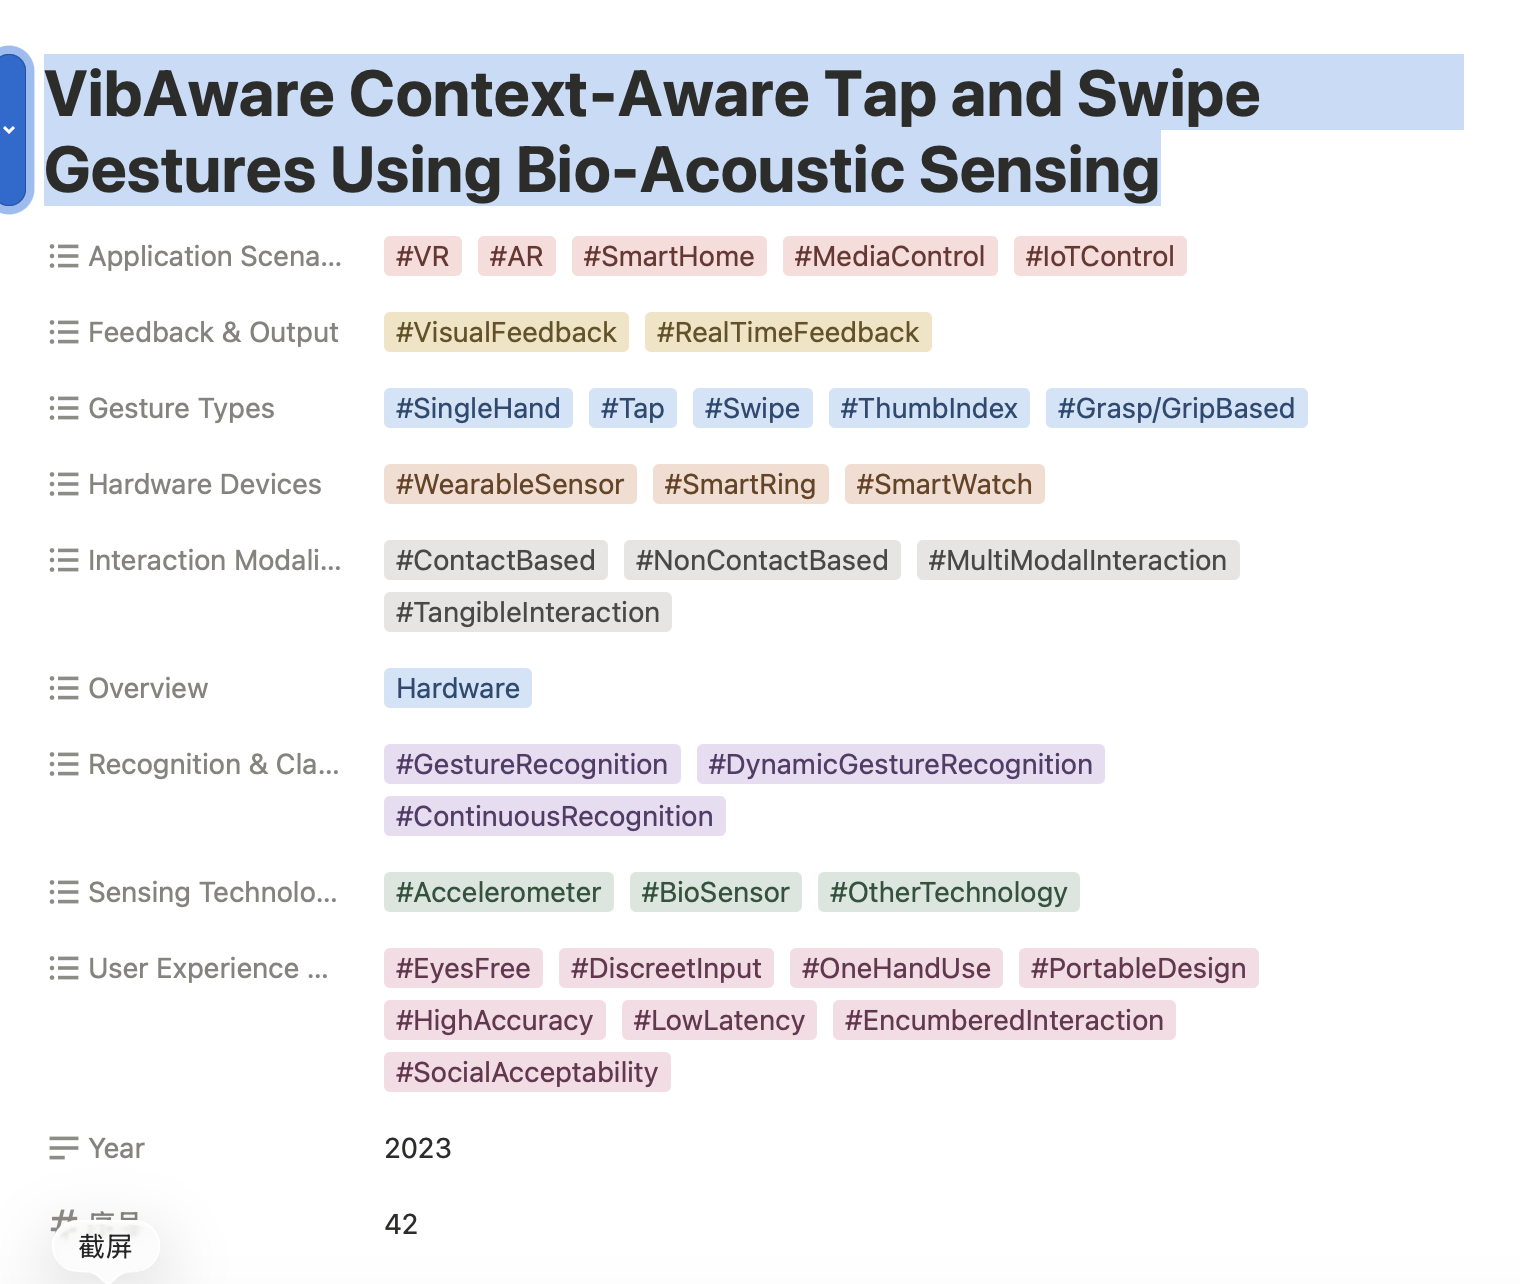 VibAware Context-Aware Tap and Swipe
Gestures Using Bio-Acoustic Sensing
Application Scena... #VR #AR #SmartHome #MediaControl #IoTControl
Feedback & Output #VisualFeedback #RealTimeFeedback
Gesture Types #SingleHand #Tap #Swipe #ThumbIndex #Grasp/GripBased
Hardware Devices #WearableSensor #SmartRing #SmartWatch
Interaction Modali... #ContactBased #NonContactBased #MultiModalInteraction
#TangibleInteraction
Overview Hardware
Recognition & Cla... #GestureRecognition #DynamicGestureRecognition
#ContinuousRecognition
Sensing Technolo... #Accelerometer #BioSensor #OtherTechnology
User Experience ... #EyesFree #DiscreetInput #OneHandUse #PortableDesign
#HighAccuracy #LowLatency #EncumberedInteraction
#SocialAcceptability
Year 2023
42
截屏